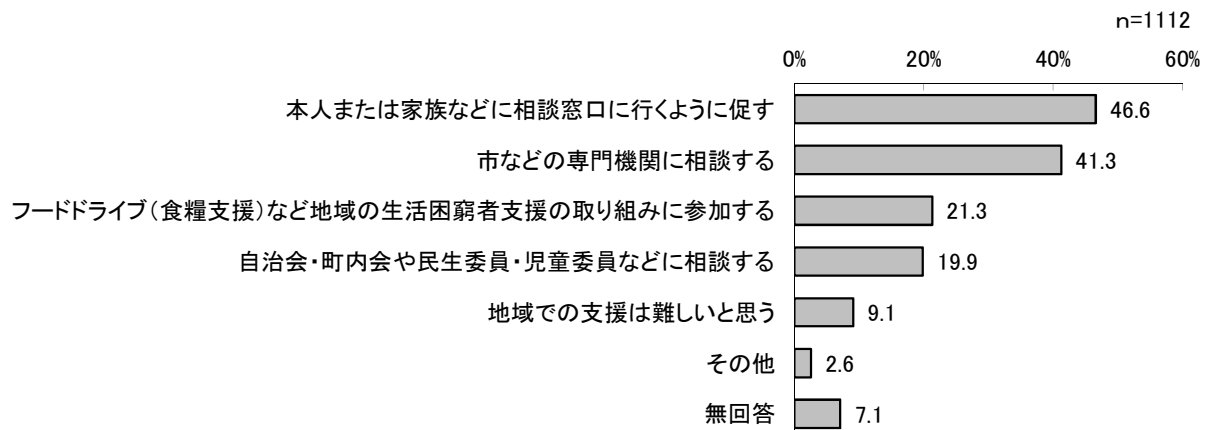 n=1112
0% 20% 40% 60%
本人または家族などに相談窓口に行くように促す 46.6
市などの専門機関に相談する 41.3
フードドライブ（食糧支援）など地域の生活困窮者支援の取り組みに参加する 21.3
自治会・町内会や民生委員・児童委員などに相談する 19.9
地域での支援は難しいと思う 9.1
その他 2.6
無回答 7.1